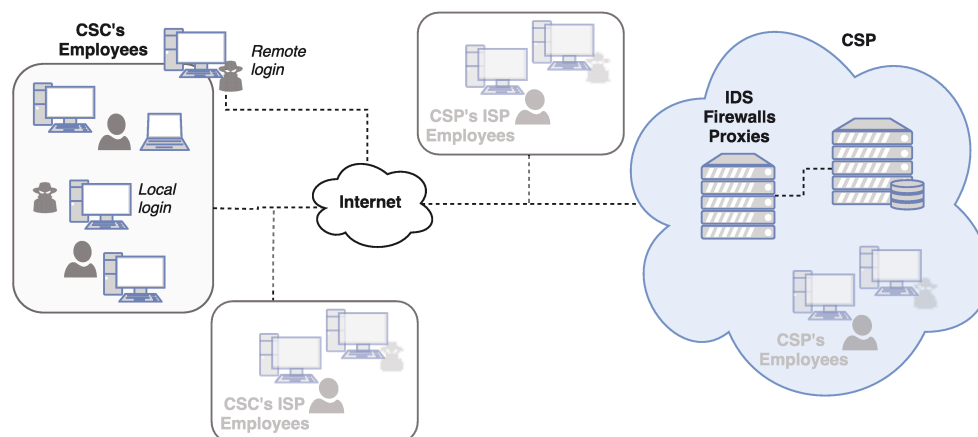 CSC's
Employees
Remote
login
Local
login
Internet
CSC's ISP
Employees
CSP's ISP
Employees
CSP
IDS
Firewalls
Proxies
CSP's
Employees